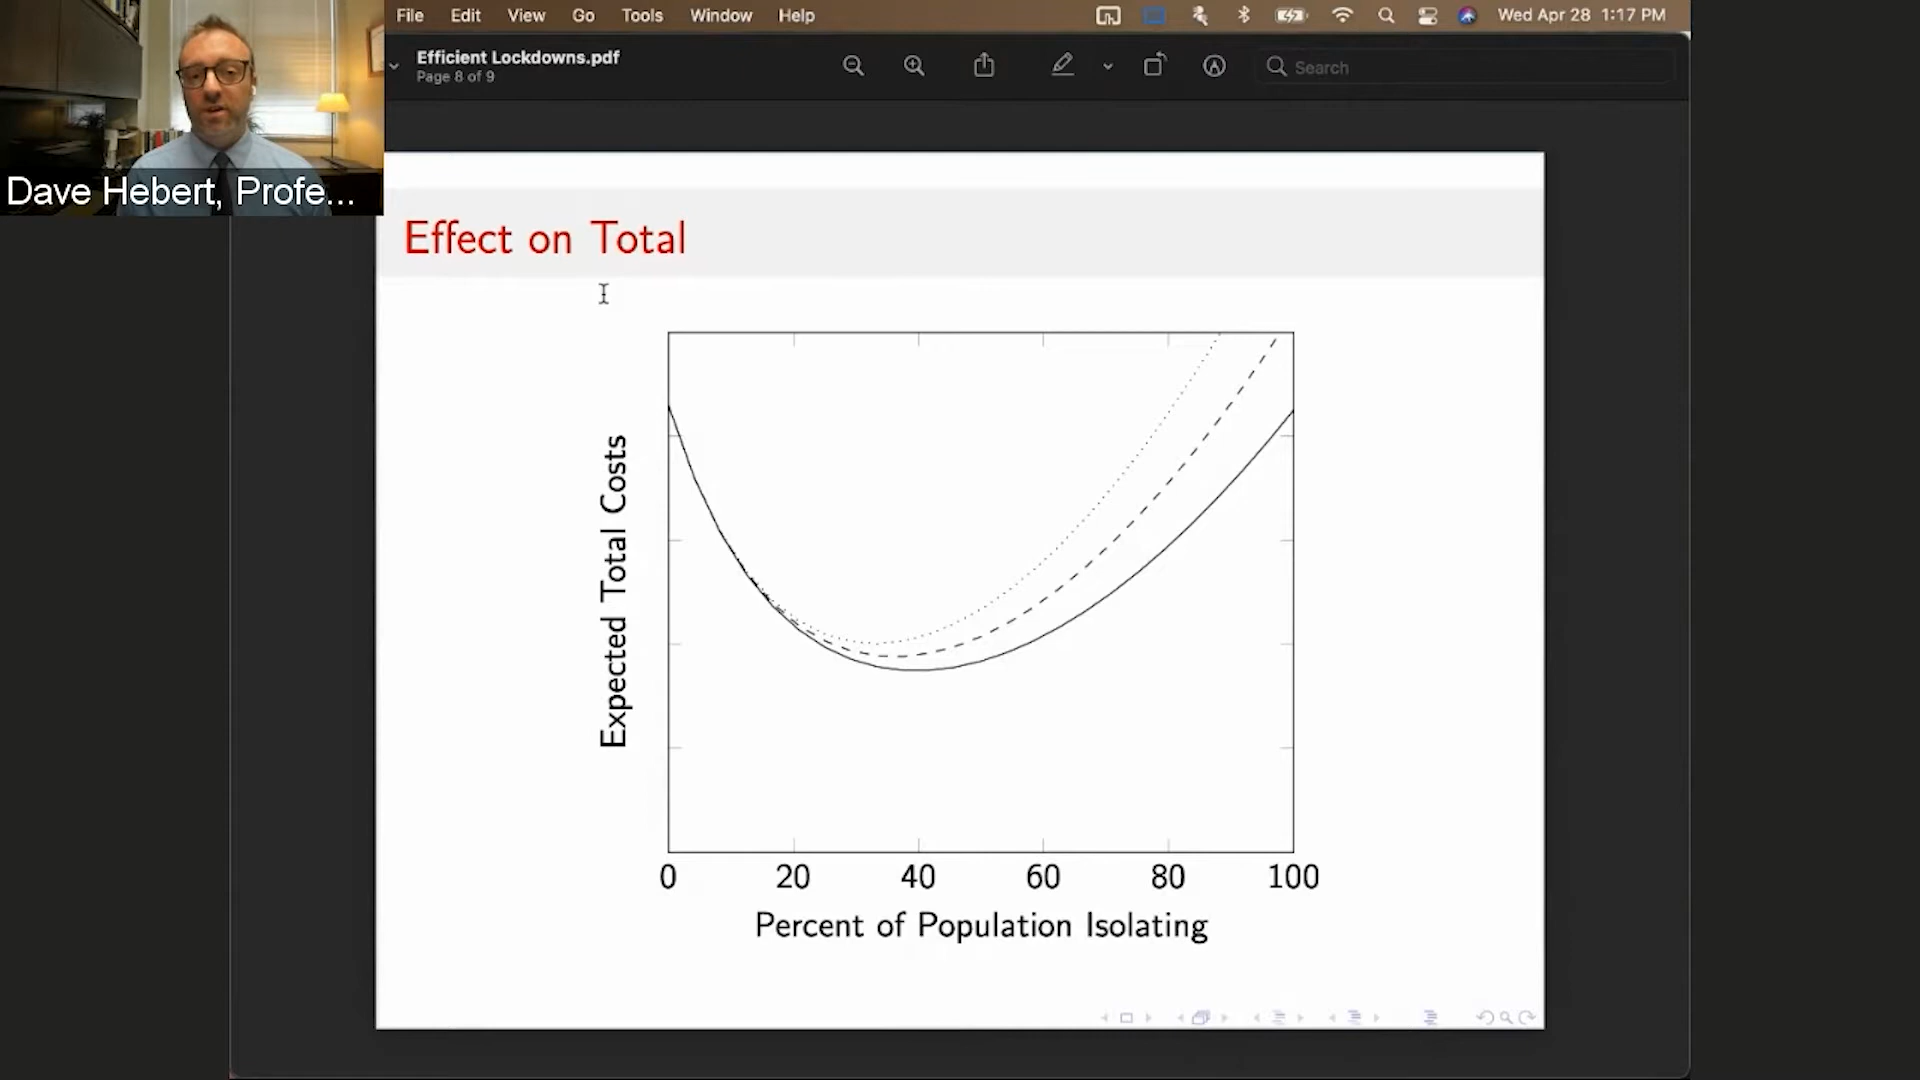 File Edit View Go Tools Window Help
Wed Apr 28 1:17 PM
Efficient Lockdowns.pdf
Page 8 of 9
Search
Dave Hebert, Profe...
Effect on Total
Expected Total Costs
0 20 40 60 80 100
Percent of Population Isolating